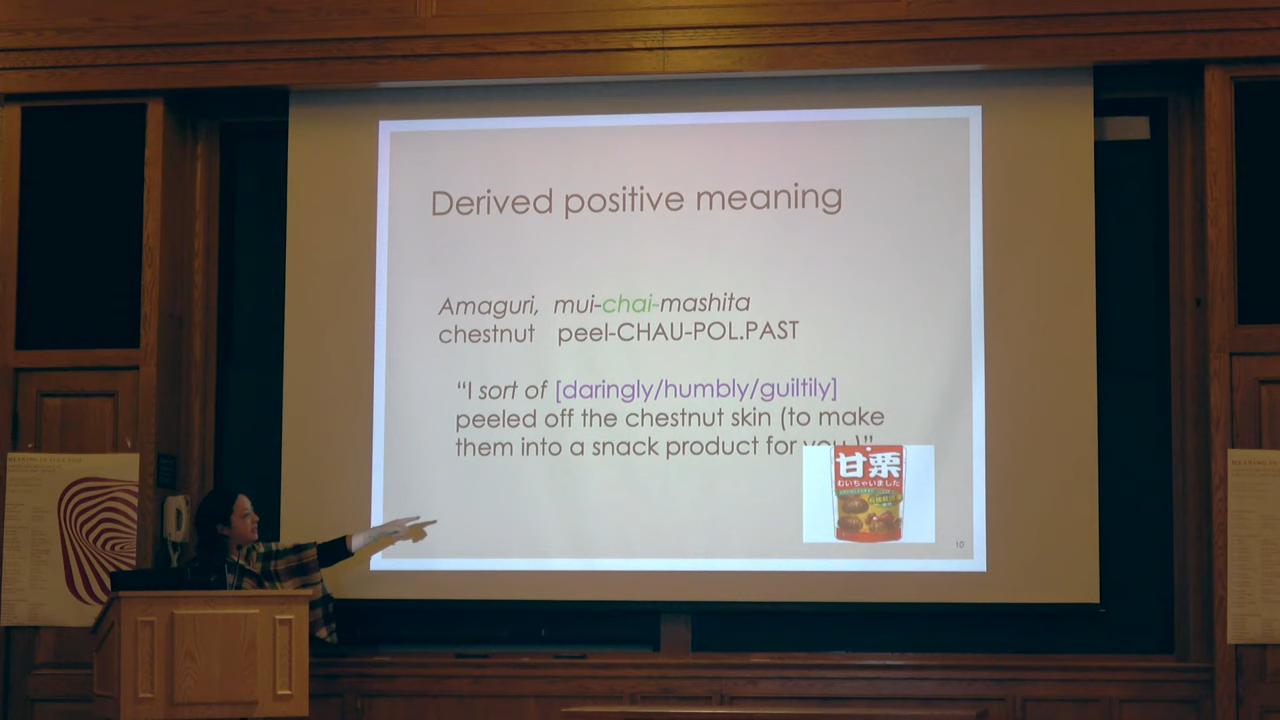 Derived positive meaning
Amaguri, mui-chai-mashita
chestnut peel-CHAU-POL.PAST
“I sort of [daringly/humbly/guiltily]
peeled off the chestnut skin (to make
them into a snack product for you.)”
甘栗
むいちゃいました
10